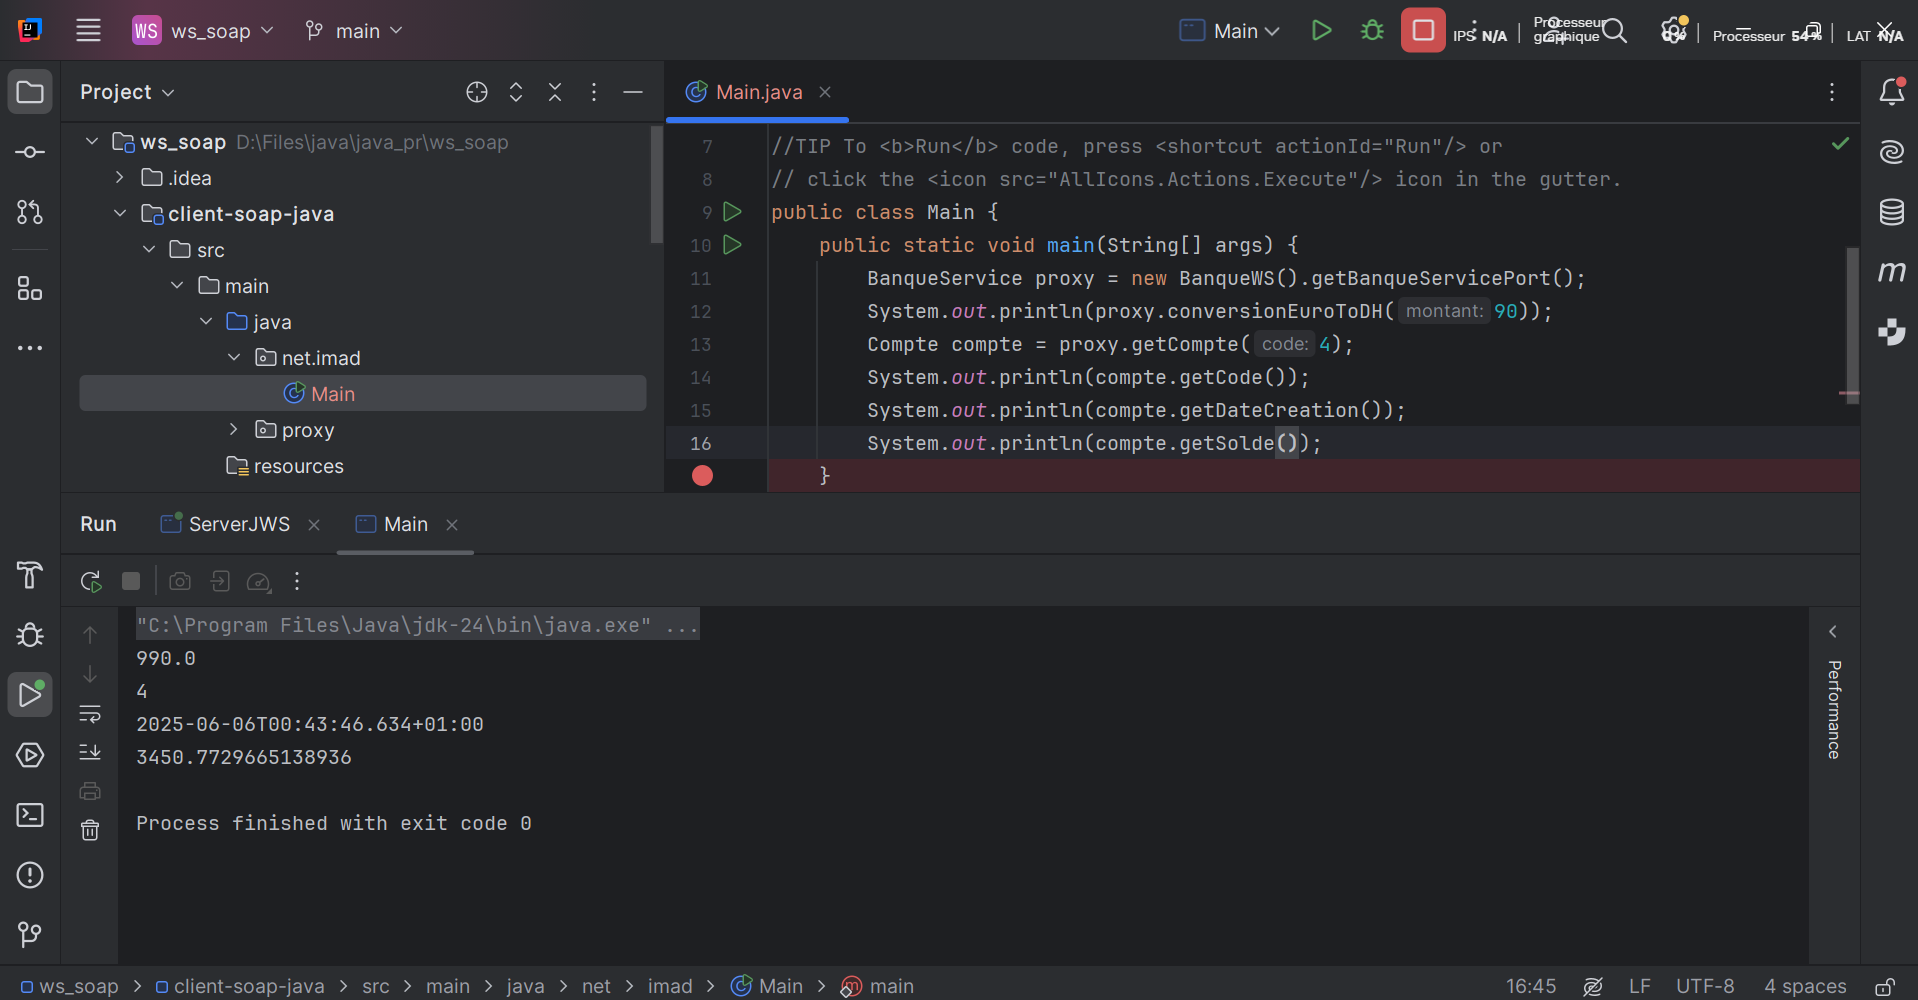 WS ws_soap main Main IPS N/A Processeur graphique 0% Processeur 54% LAT N/A
Project
ws_soap D:\Files\java\java_pr\ws_soap
.idea
client-soap-java
src
main
java
net.imad
Main
proxy
resources
Main.java
7 //TIP To <b>Run</b> code, press <shortcut actionId="Run"/> or
8 // click the <icon src="AllIcons.Actions.Execute"/> icon in the gutter.
9 public class Main {
10 public static void main(String[] args) {
11 BanqueService proxy = new BanqueWS().getBanqueServicePort();
12 System.out.println(proxy.conversionEuroToDH( montant: 90));
13 Compte compte = proxy.getCompte( code: 4);
14 System.out.println(compte.getCode());
15 System.out.println(compte.getDateCreation());
16 System.out.println(compte.getSolde());
}
Run ServerJWS Main
"C:\Program Files\Java\jdk-24\bin\java.exe" ...
990.0
4
2025-06-06T00:43:46.634+01:00
3450.7729665138936
Process finished with exit code 0
Performance
ws_soap > client-soap-java > src > main > java > net > imad > Main > main 16:45 LF UTF-8 4 spaces